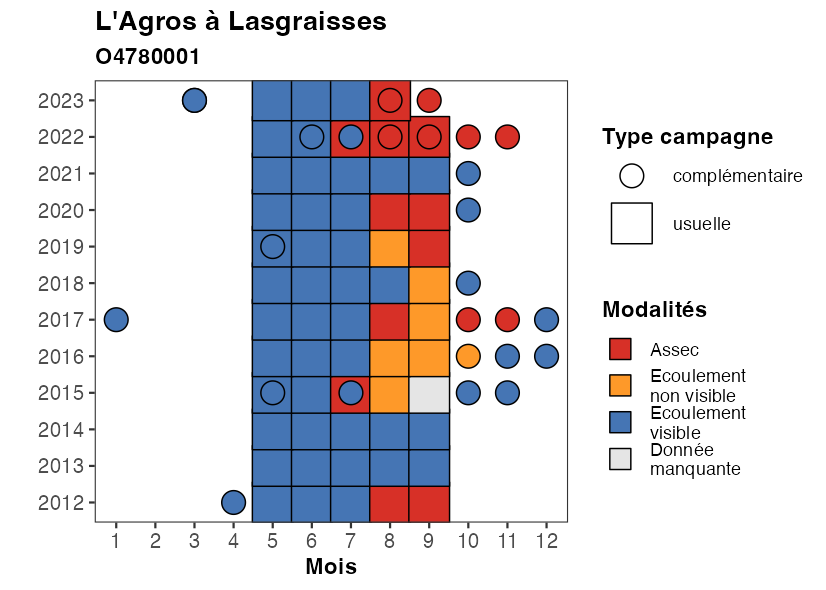 L'Agros à Lasgraisses
O4780001
2023
2022
2021
2020
2019
2018
2017
2016
2015
2014
2013
2012
1 2 3 4 5 6 7 8 9 10 11 12
Mois
Type campagne
complémentaire
usuelle
Modalités
Assec
Ecoulement
non visible
Ecoulement
visible
Donnée
manquante